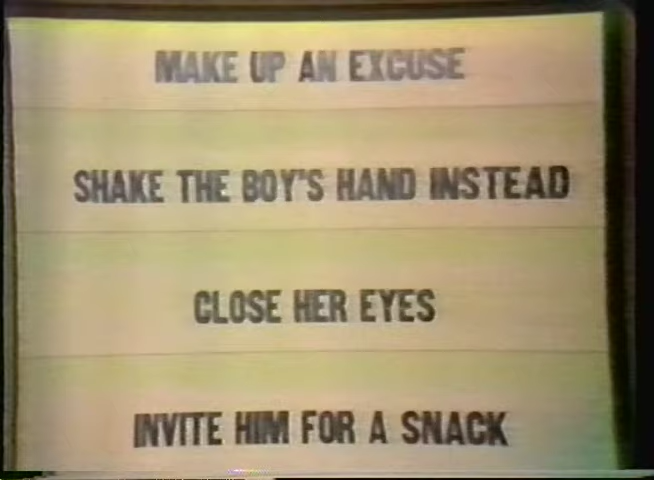 MAKE UP AN EXCUSE
SHAKE THE BOY'S HAND INSTEAD
CLOSE HER EYES
INVITE HIM FOR A SNACK